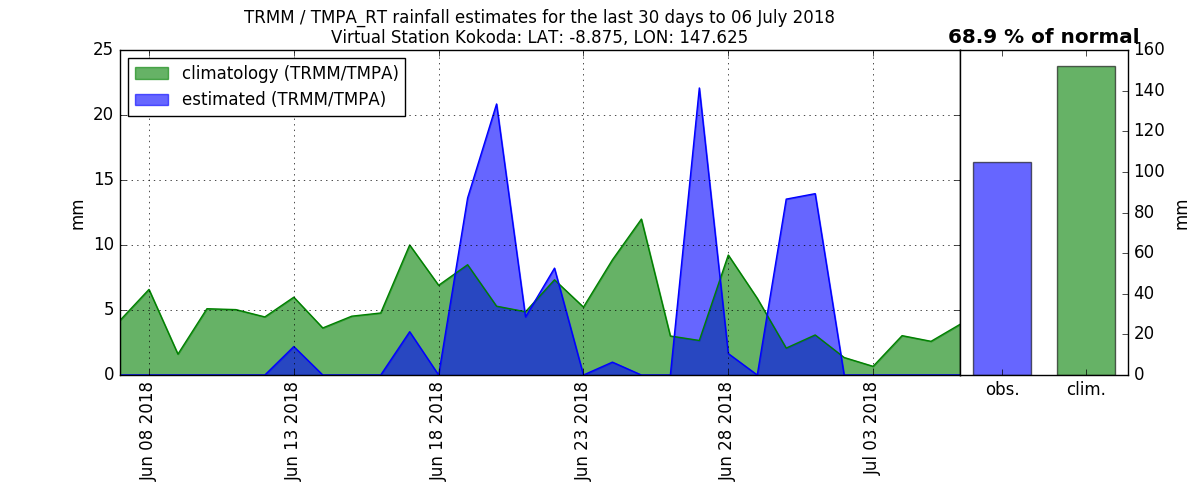 TRMM / TMPA_RT rainfall estimates for the last 30 days to 06 July 2018
Virtual Station Kokoda: LAT: -8.875, LON: 147.625
68.9 % of normal
climatology (TRMM/TMPA)
estimated (TRMM/TMPA)
25
20
15
10
5
0
mm
Jun 08 2018
Jun 13 2018
Jun 18 2018
Jun 23 2018
Jun 28 2018
Jul 03 2018
obs.
clim.
160
140
120
100
80
60
40
20
0
mm